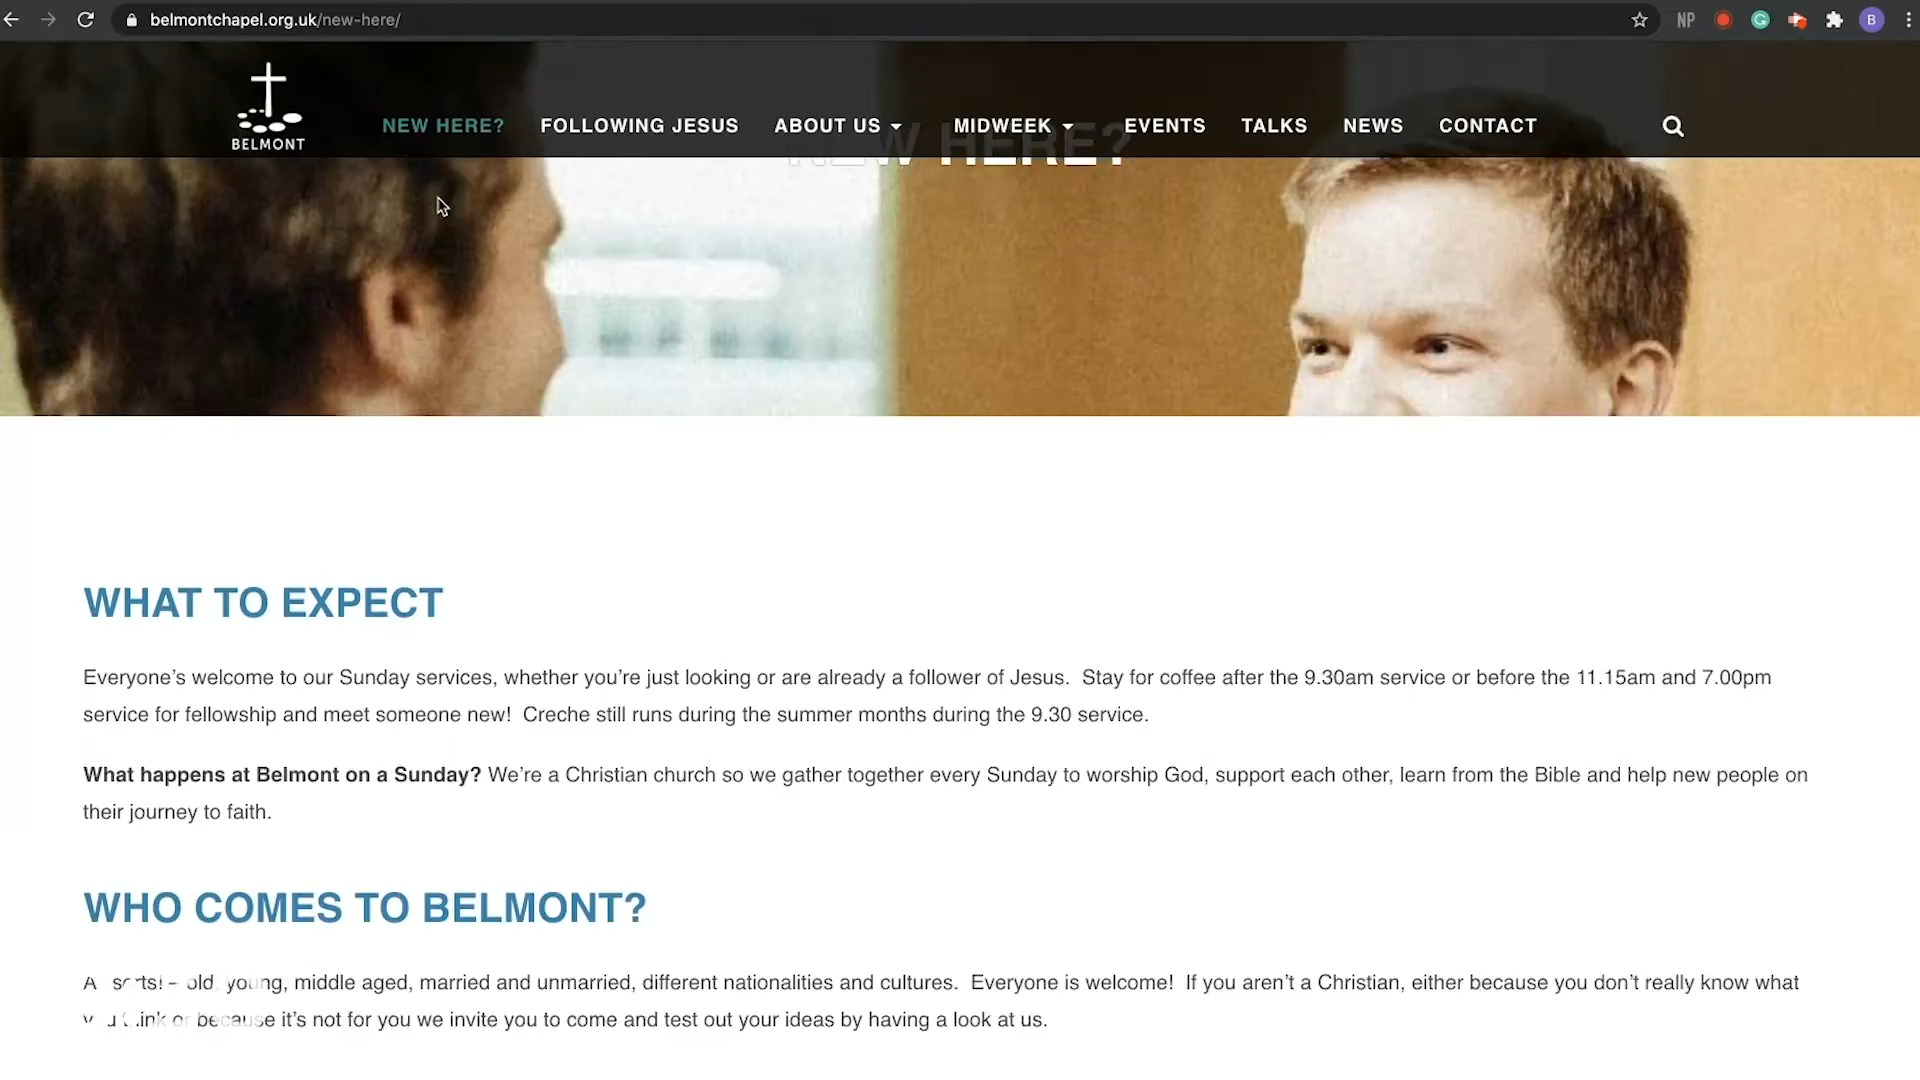 belmontchapel.org.uk/new-here/
NP
B
BELMONT
NEW HERE?
FOLLOWING JESUS
ABOUT US
MIDWEEK
EVENTS
TALKS
NEWS
CONTACT
NEW HERE?
WHAT TO EXPECT
Everyone’s welcome to our Sunday services, whether you’re just looking or are already a follower of Jesus. Stay for coffee after the 9.30am service or before the 11.15am and 7.00pm
service for fellowship and meet someone new! Creche still runs during the summer months during the 9.30 service.
What happens at Belmont on a Sunday? We’re a Christian church so we gather together every Sunday to worship God, support each other, learn from the Bible and help new people on
their journey to faith.
WHO COMES TO BELMONT?
sorts! – old, young, middle aged, married and unmarried, different nationalities and cultures. Everyone is welcome! If you aren’t a Christian, either because you don’t really know what
or because it’s not for you we invite you to come and test out your ideas by having a look at us.